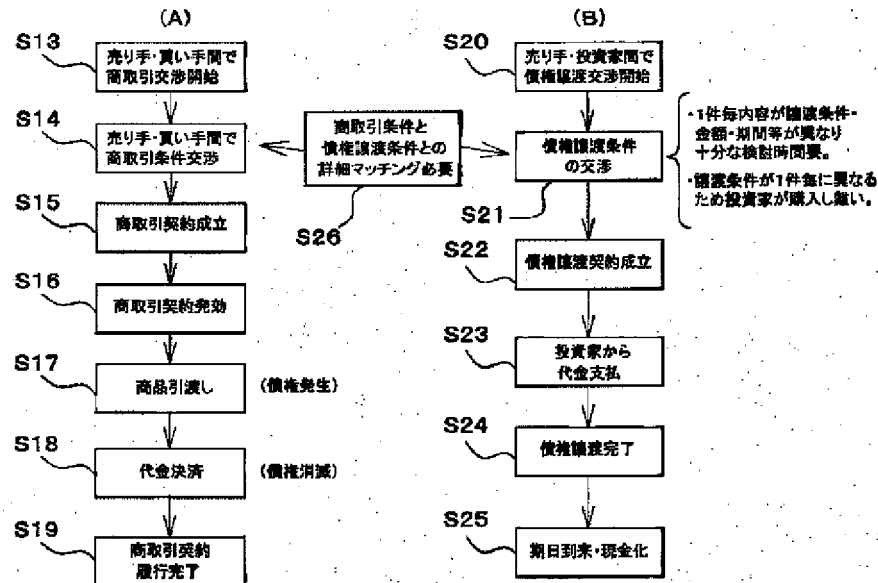 (A)
S13
売り手・買い手間で
商取引交渉開始
S14
売り手・買い手間で
商取引条件交渉
S15
商取引契約成立
S16
商取引契約発効
S17
商品引渡し
(債権発生)
S18
代金決済
(債権消滅)
S19
商取引契約
履行完了
商取引条件と
債権譲渡条件との
詳細マッチング必要
S26
(B)
S20
売り手・投資家間で
債権譲渡交渉開始
債権譲渡条件
の交渉
S21
・1件毎内容が譲渡条件・
金額・期間等が異なり
十分な検討時間要。
・譲渡条件が1件毎に異なる
ため投資家が購入し難い。
S22
債権譲渡契約成立
S23
投資家から
代金支払
S24
債権譲渡完了
S25
期日到来・現金化